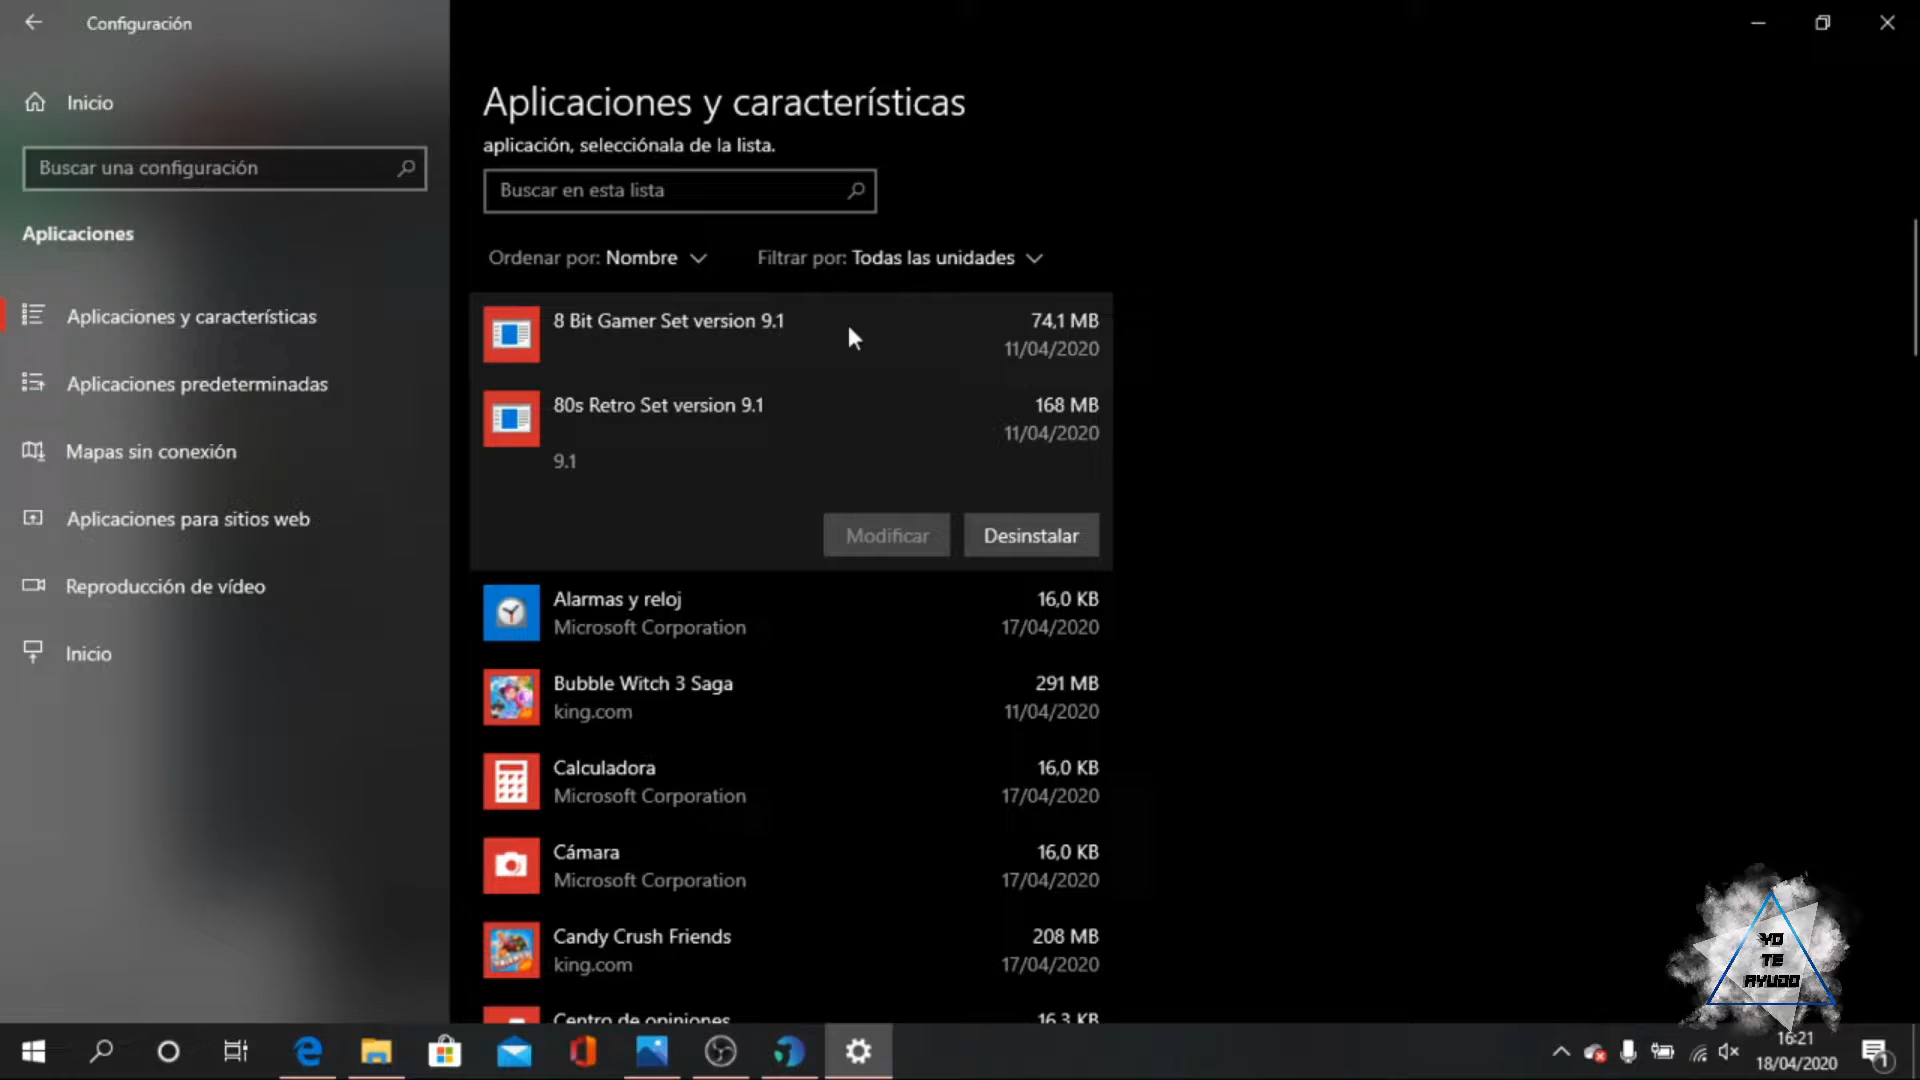 Configuración
Inicio
Buscar una configuración
Aplicaciones
Aplicaciones y características
Aplicaciones predeterminadas
Mapas sin conexión
Aplicaciones para sitios web
Reproducción de vídeo
Inicio
Aplicaciones y características
aplicación, selecciónala de la lista.
Buscar en esta lista
Ordenar por: Nombre Filtrar por: Todas las unidades
8 Bit Gamer Set version 9.1 74,1 MB
11/04/2020
80s Retro Set version 9.1 168 MB
11/04/2020
9.1
Modificar Desinstalar
Alarmas y reloj 16,0 KB
Microsoft Corporation 17/04/2020
Bubble Witch 3 Saga 291 MB
king.com 11/04/2020
Calculadora 16,0 KB
Microsoft Corporation 17/04/2020
Cámara 16,0 KB
Microsoft Corporation 17/04/2020
Candy Crush Friends 208 MB
king.com 17/04/2020
Centro de opiniones 16,3 KB
YO
TE
AYUDO
16:21
18/04/2020
1